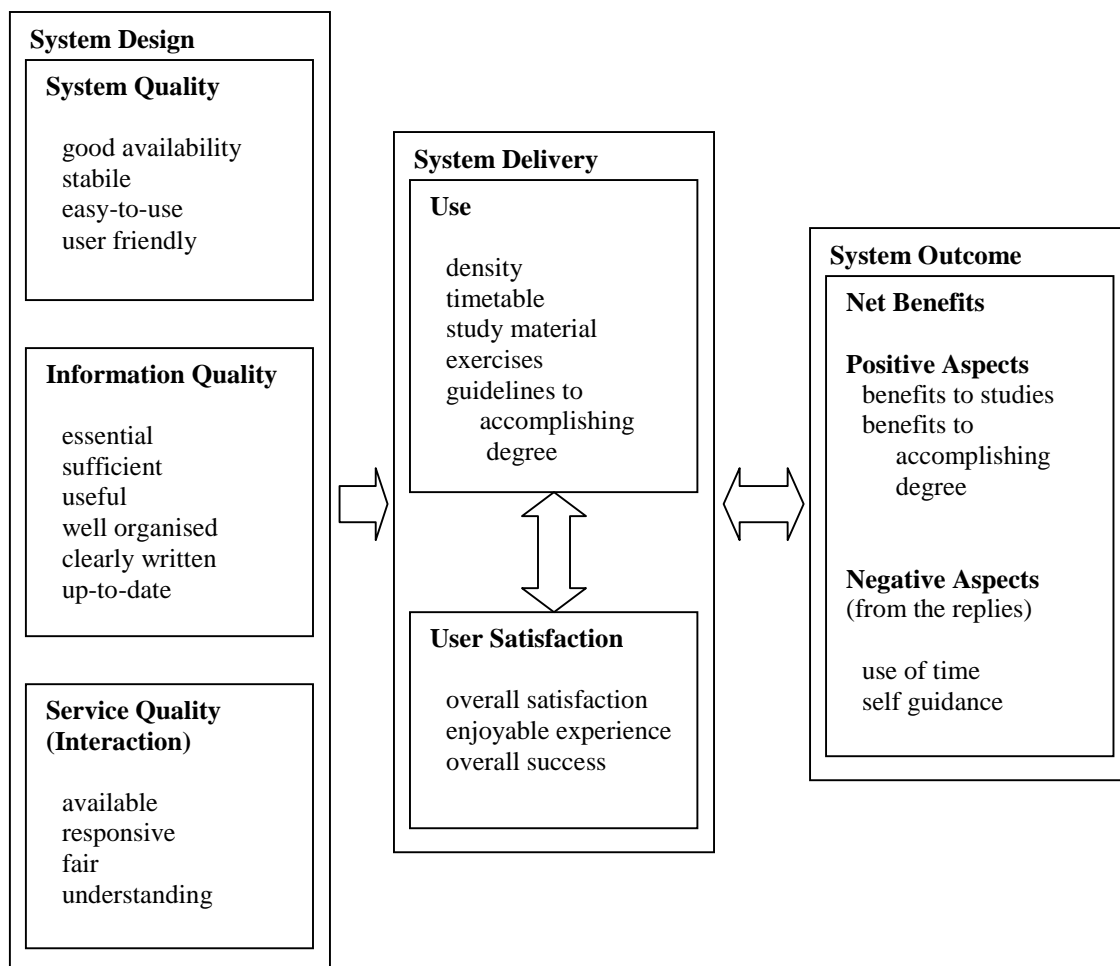 System Design
System Quality
good availability
stabile
easy-to-use
user friendly
Information Quality
essential
sufficient
useful
well organised
clearly written
up-to-date
Service Quality
(Interaction)
available
responsive
fair
understanding
System Delivery
Use
density
timetable
study material
exercises
guidelines to
accomplishing
degree
User Satisfaction
overall satisfaction
enjoyable experience
overall success
System Outcome
Net Benefits
Positive Aspects
benefits to studies
benefits to
accomplishing
degree
Negative Aspects
(from the replies)
use of time
self guidance